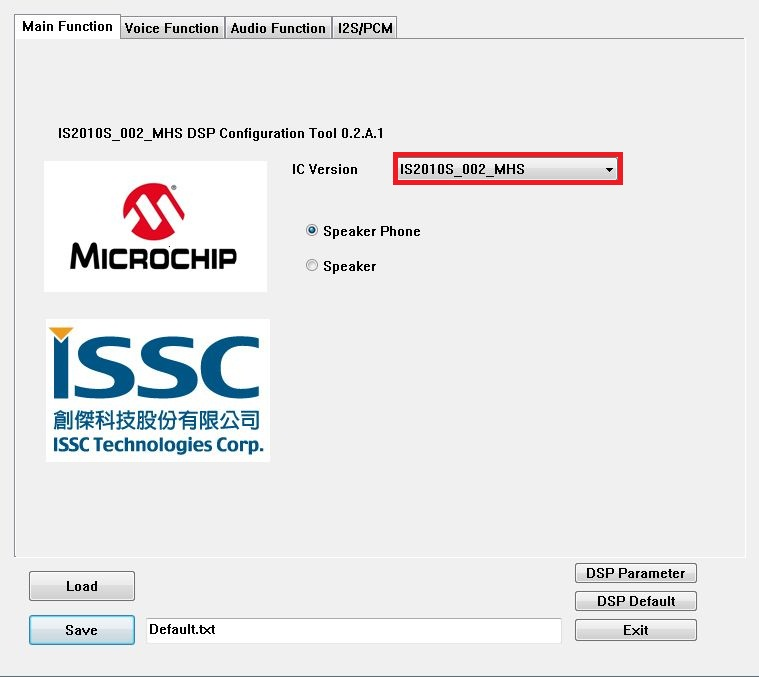 Main Function Voice Function Audio Function I2S/PCM
IS2010S_002_MHS DSP Configuration Tool 0.2.A.1
IC Version IS2010S_002_MHS
MICROCHIP
Speaker Phone
Speaker
ISSC
創傑科技股份有限公司
ISSC Technologies Corp.
Load
DSP Parameter
DSP Default
Save Default.txt Exit